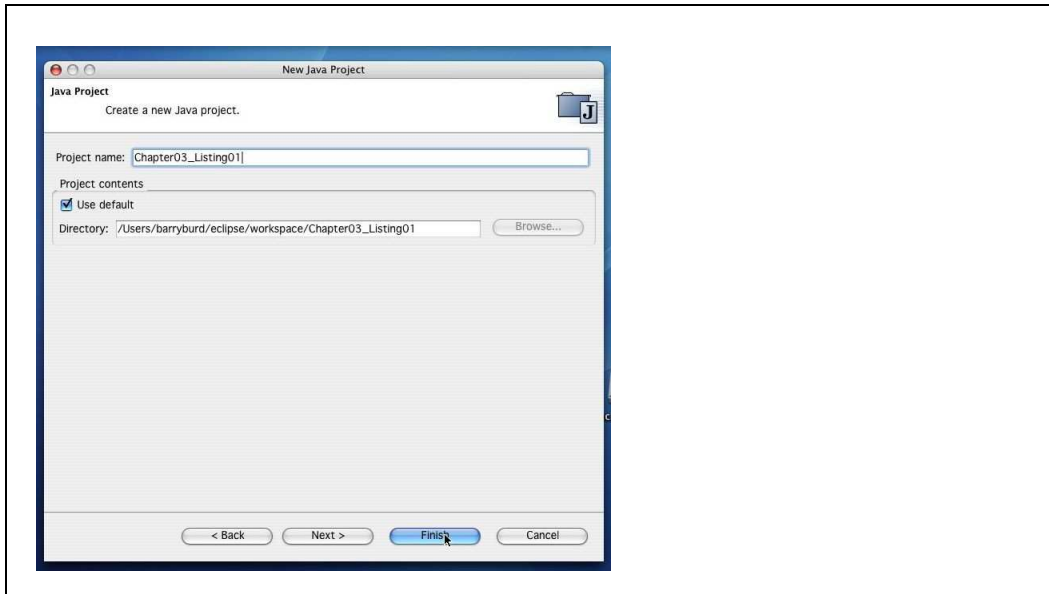 New Java Project
Java Project
Create a new Java project.
J
Project name: Chapter03_Listing01
Project contents
Use default
Directory: /Users/barryburd/eclipse/workspace/Chapter03_Listing01 Browse...
< Back Next > Finish Cancel